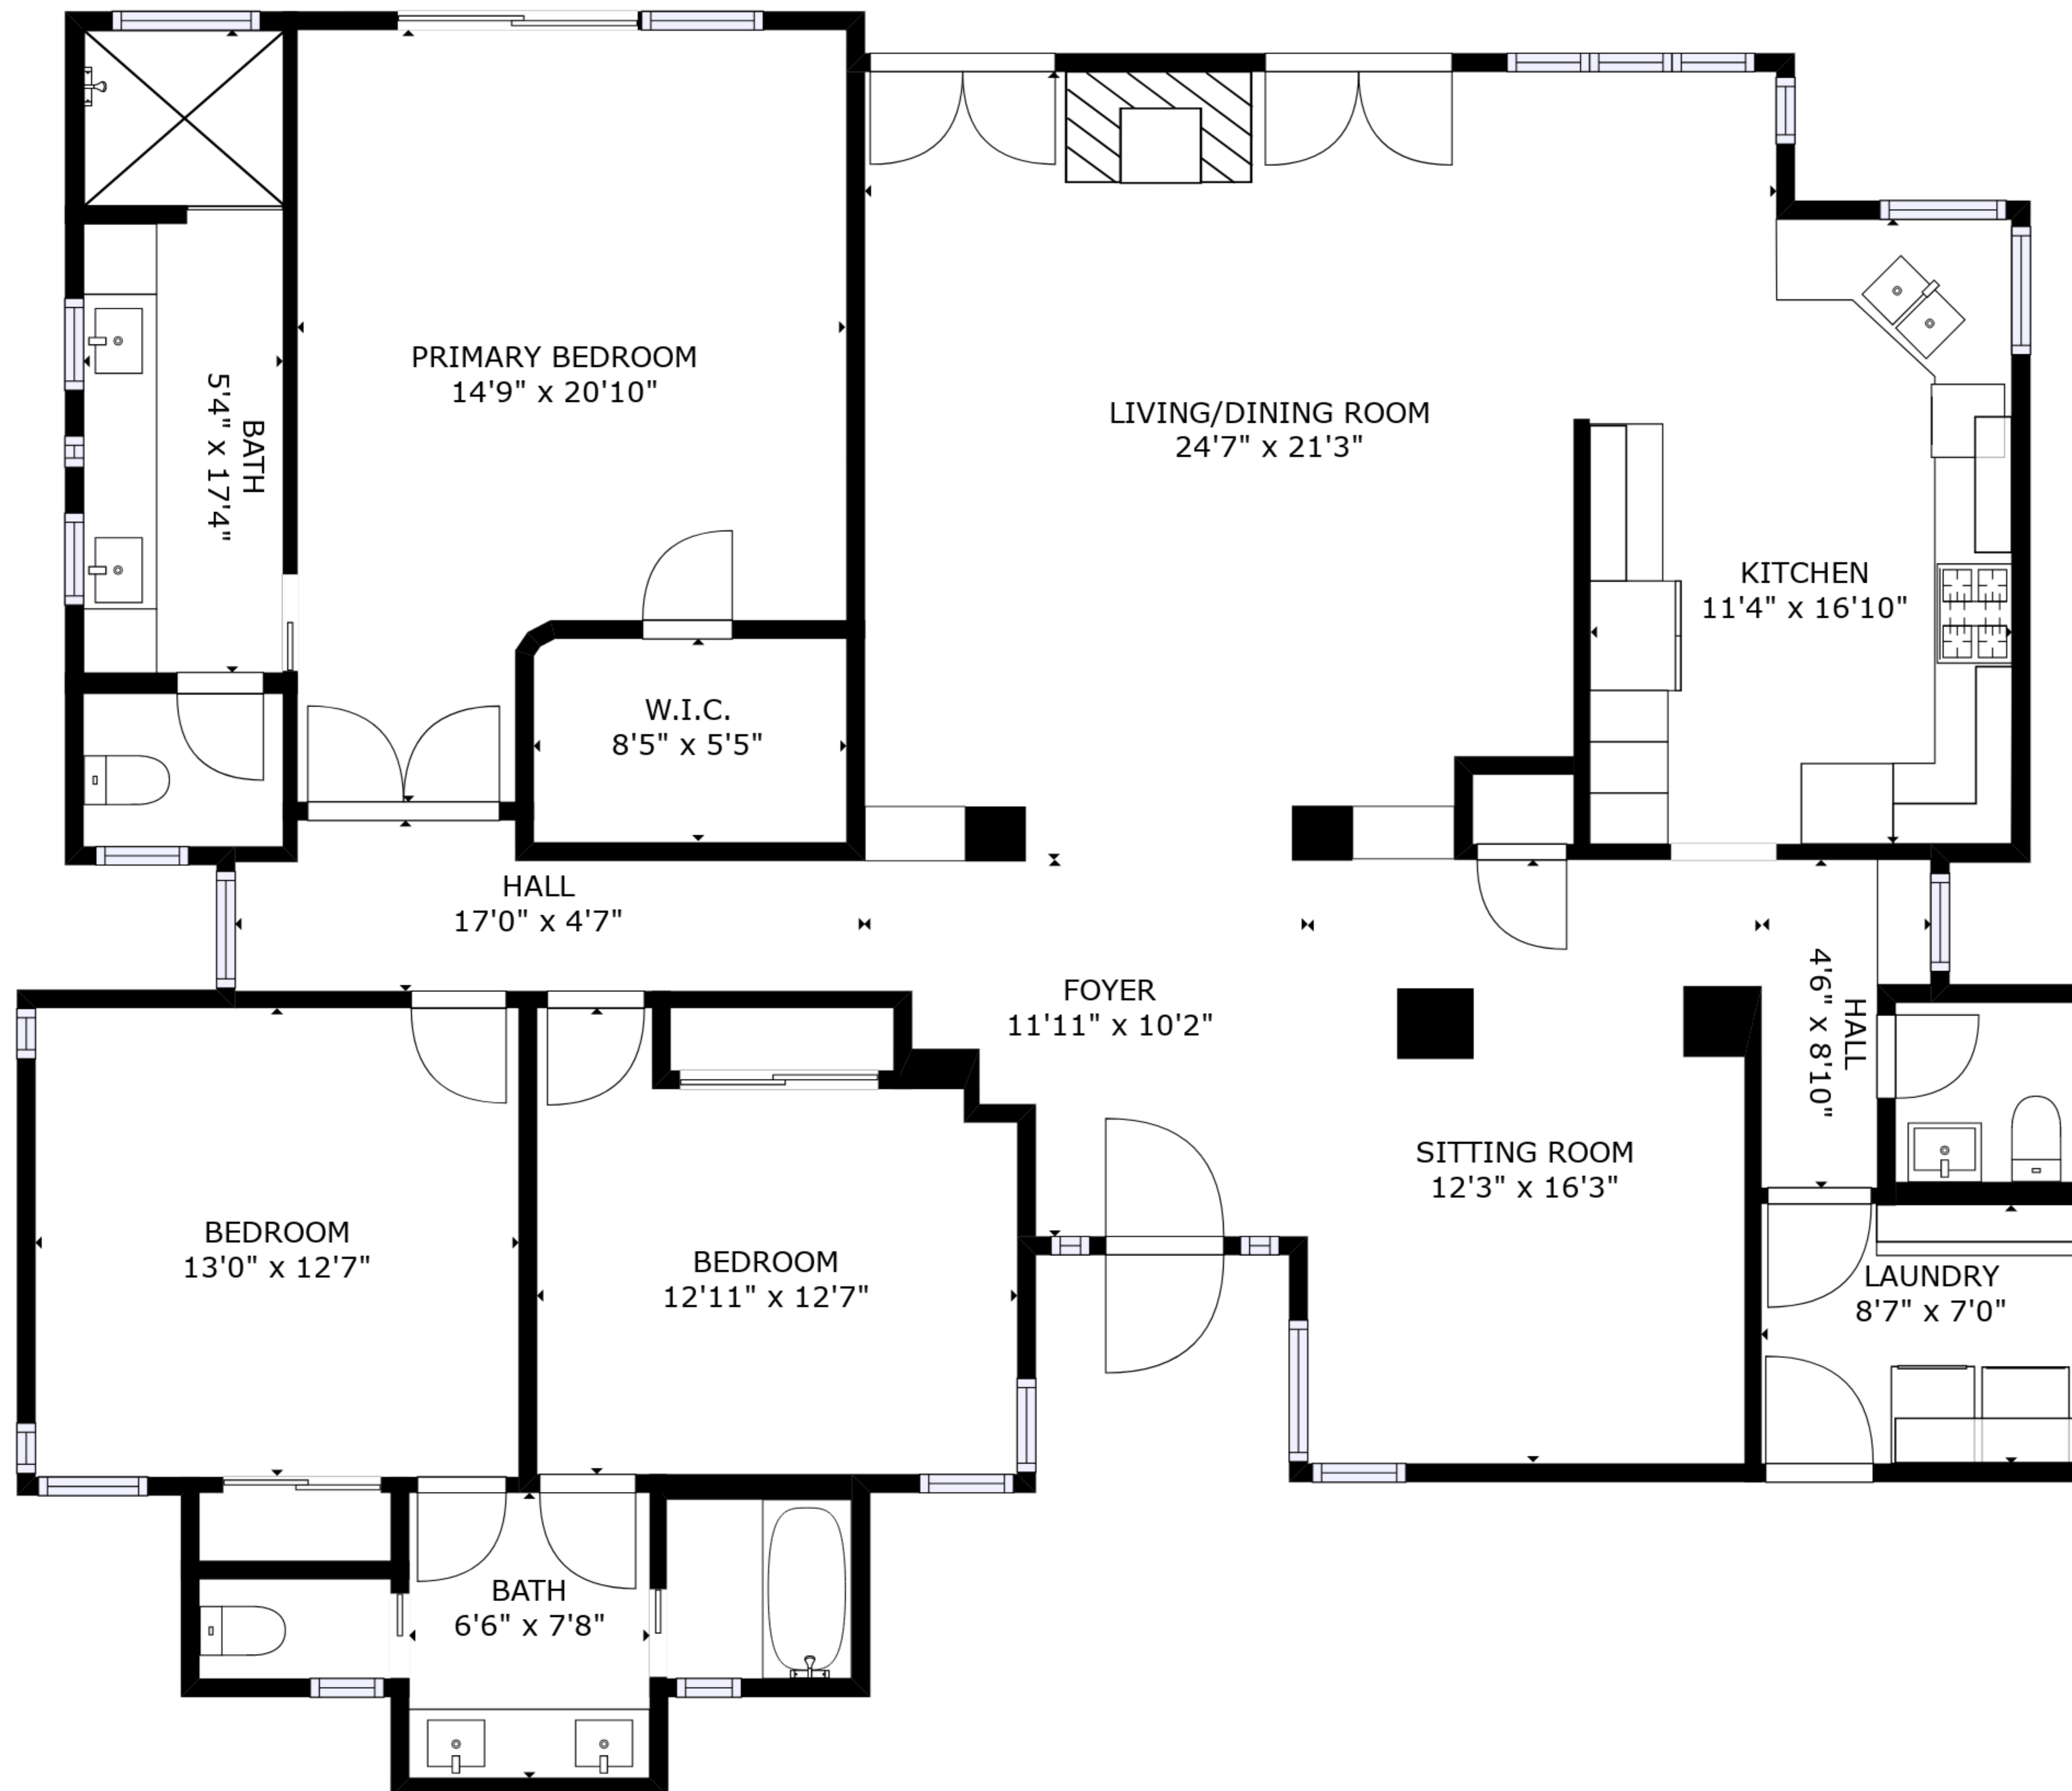 PRIMARY BEDROOM
14'9" x 20'10"
BATH
5'4" x 17'4"
LIVING/DINING ROOM
24'7" x 21'3"
KITCHEN
11'4" x 16'10"
W.I.C.
8'5" x 5'5"
HALL
17'0" x 4'7"
FOYER
11'11" x 10'2"
HALL
4'6" x 8'10"
SITTING ROOM
12'3" x 16'3"
BEDROOM
13'0" x 12'7"
BEDROOM
12'11" x 12'7"
LAUNDRY
8'7" x 7'0"
BATH
6'6" x 7'8"